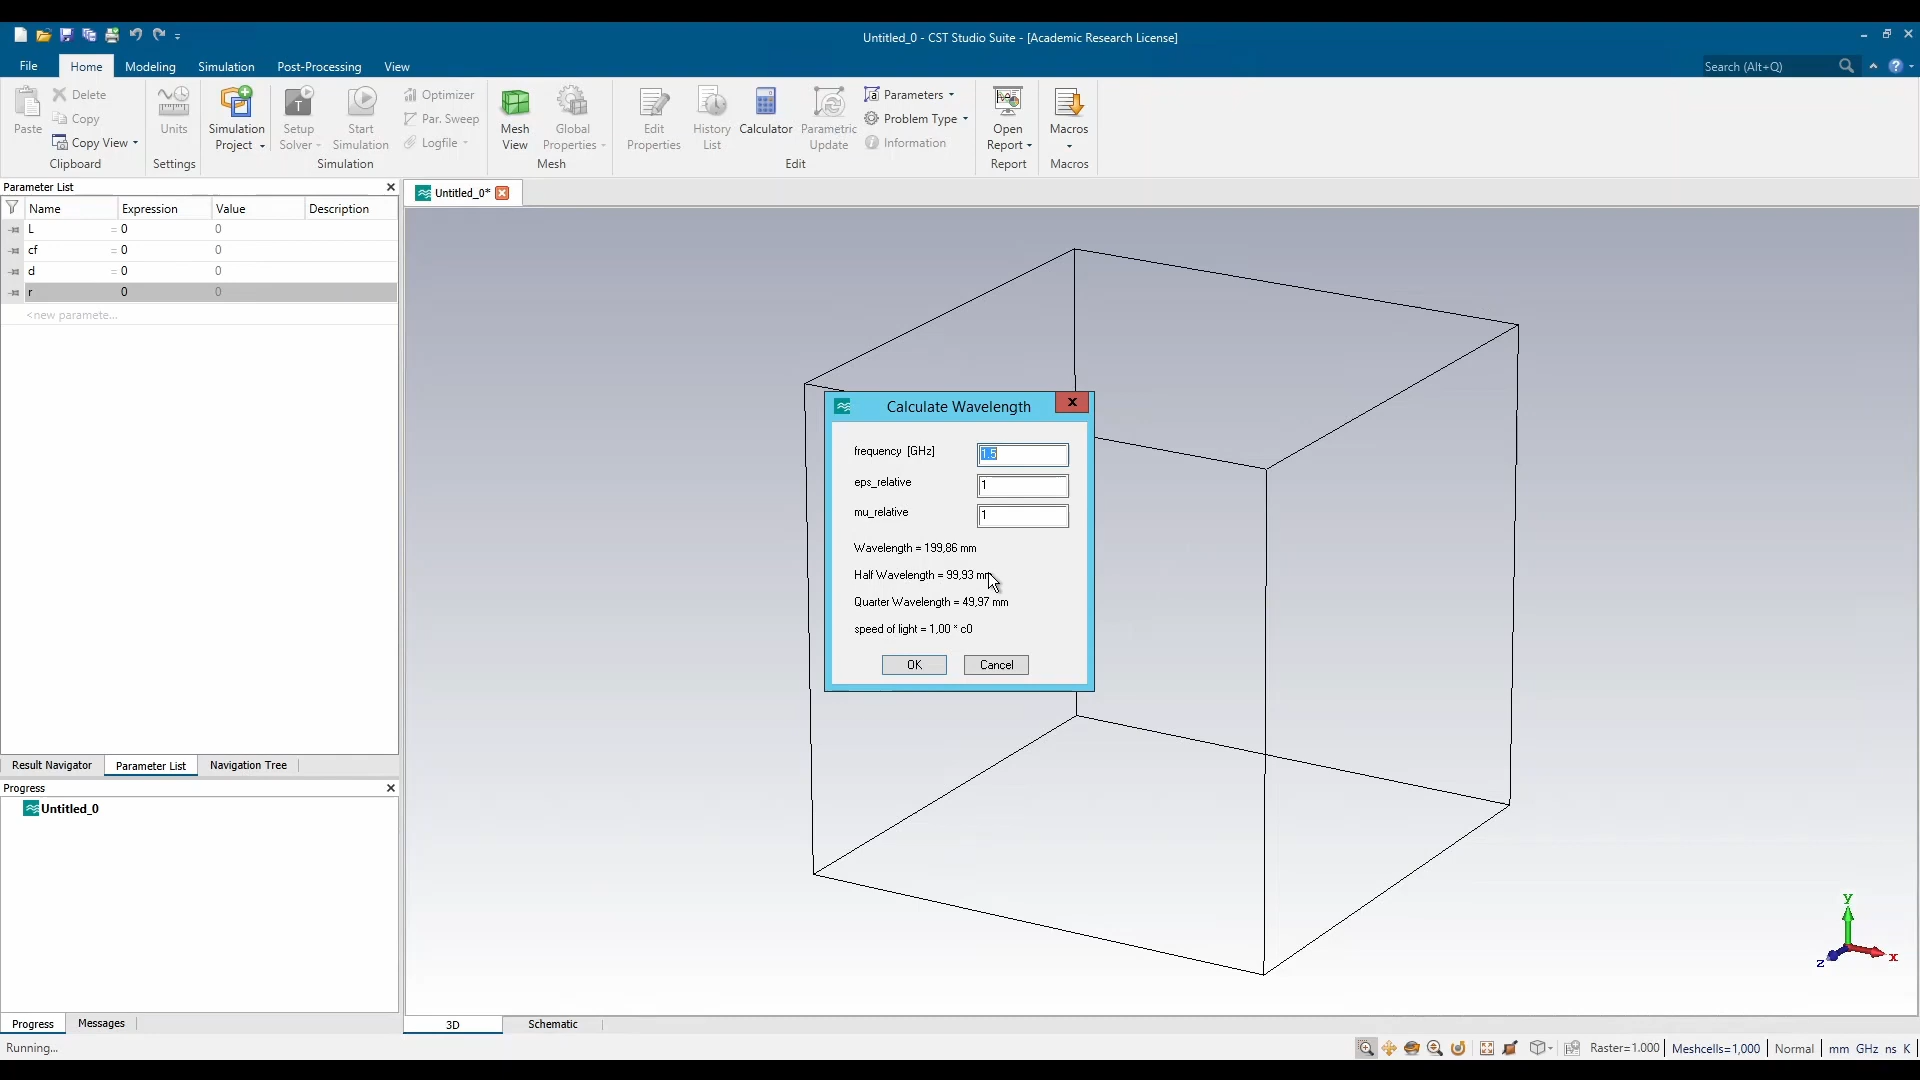 Untitled_0 - CST Studio Suite - [Academic Research License]
File Home Modeling Simulation Post-Processing View Search (Alt+Q)
Paste Delete Copy Copy View Clipboard
Units Settings
Simulation Project Setup Solver Start Simulation Optimizer Par. Sweep Logfile Simulation
Mesh View Global Properties Mesh
Edit Properties History List Calculator Parametric Update Parameters Problem Type Information Edit
Open Report Report
Macros Macros
Parameter List
Untitled_0*
Name Expression Value Description
L = 0 0
cf = 0 0
d = 0 0
r 0 0
<new paramete...
Calculate Wavelength x
frequency [GHz] 1.5
eps_relative 1
mu_relative 1
Wavelength = 199,86 mm
Half Wavelength = 99,93 mm
Quarter Wavelength = 49,97 mm
speed of light = 1,00 * c0
OK Cancel
Result Navigator Parameter List Navigation Tree
Progress
Untitled_0
y
z x
Progress Messages
3D Schematic
Running...
Raster=1.000 Meshcells=1,000 Normal mm GHz ns K